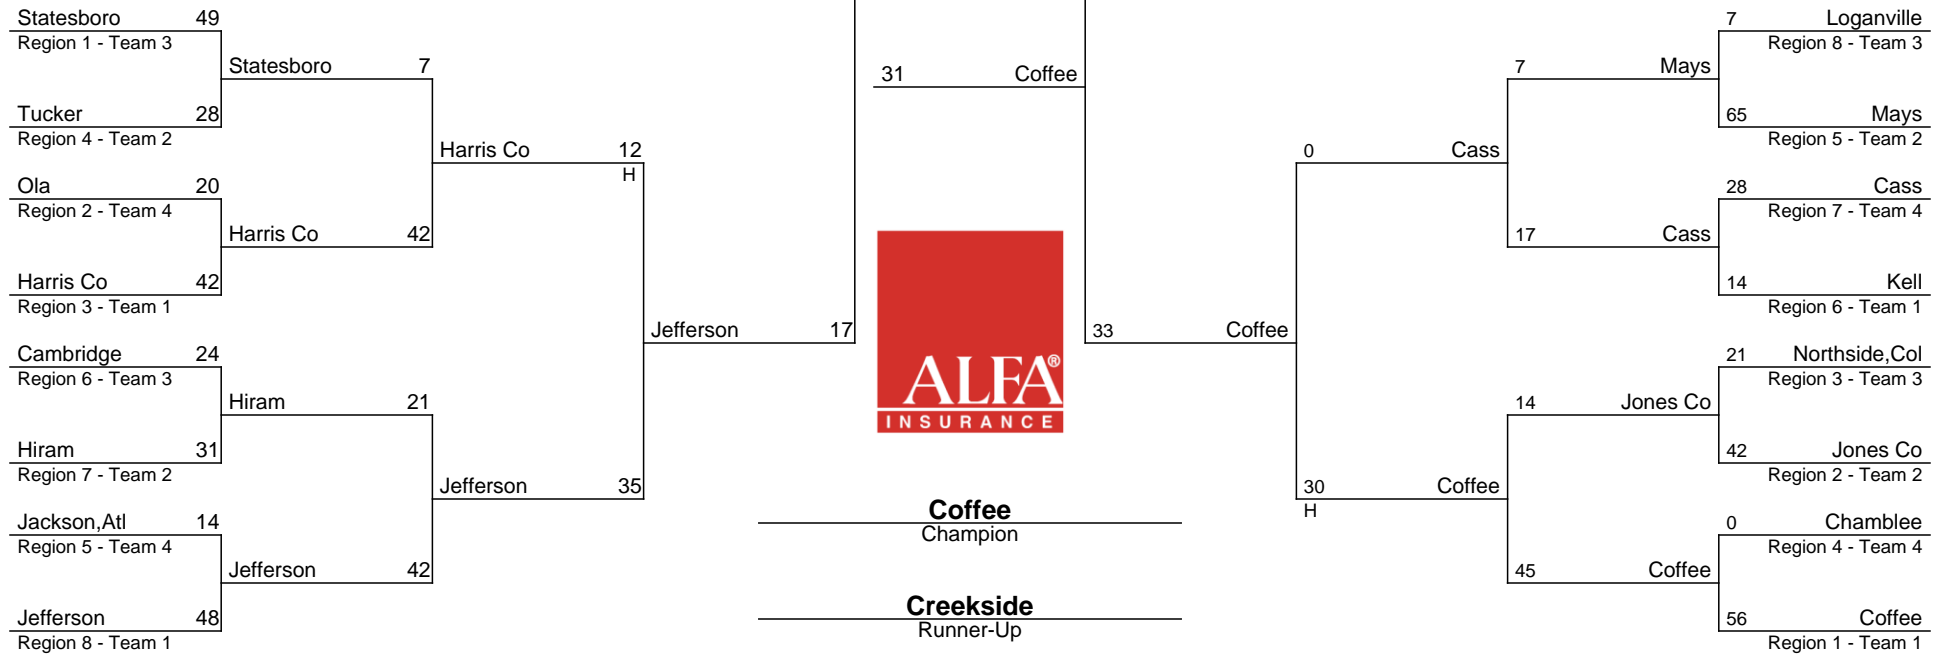 Statesboro 49
Region 1 - Team 3
Statesboro 7
Tucker 28
Region 4 - Team 2
Harris Co 12
H
Ola 20
Region 2 - Team 4
Harris Co 42
Harris Co 42
Region 3 - Team 1
Jefferson 17
Cambridge 24
Region 6 - Team 3
Hiram 21
Hiram 31
Region 7 - Team 2
Jefferson 35
Jackson,Atl 14
Region 5 - Team 4
Jefferson 42
Jefferson 48
Region 8 - Team 1
31 Coffee
ALFA®
INSURANCE
Coffee
Champion
Creekside
Runner-Up
7 Loganville
Region 8 - Team 3
7 Mays
65 Mays
Region 5 - Team 2
0 Cass
28 Cass
Region 7 - Team 4
17 Cass
14 Kell
Region 6 - Team 1
33 Coffee
21 Northside,Col
Region 3 - Team 3
14 Jones Co
42 Jones Co
Region 2 - Team 2
30 Coffee
H
0 Chamblee
Region 4 - Team 4
45 Coffee
56 Coffee
Region 1 - Team 1